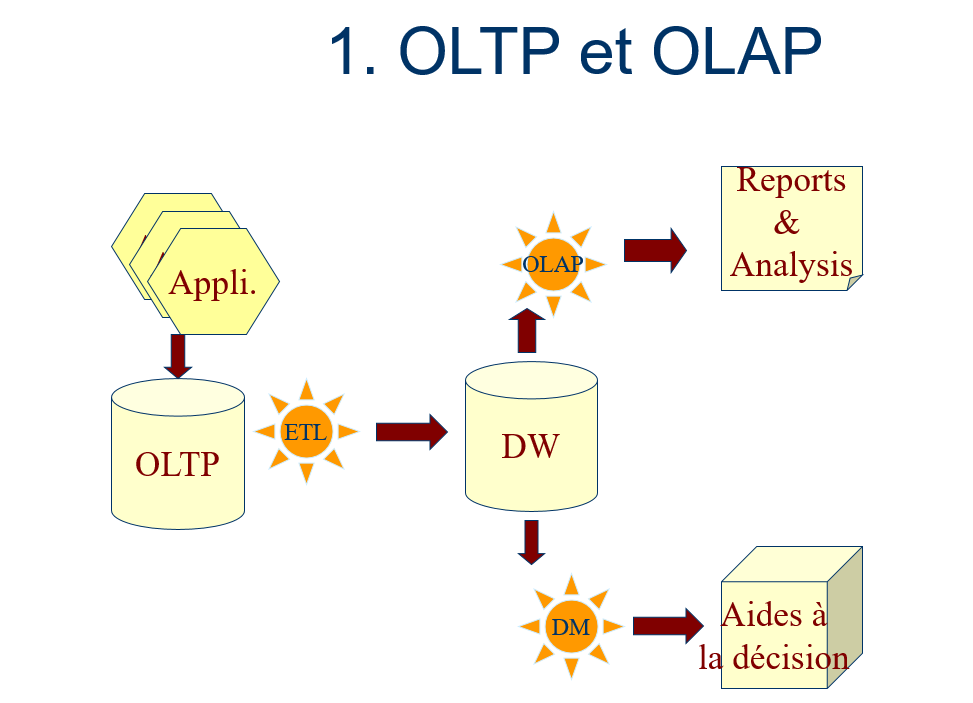 1. OLTP et OLAP
Reports
&
Analysis
OLAP
Appli.
ETL
OLTP
DW
DM
Aides à
la décision